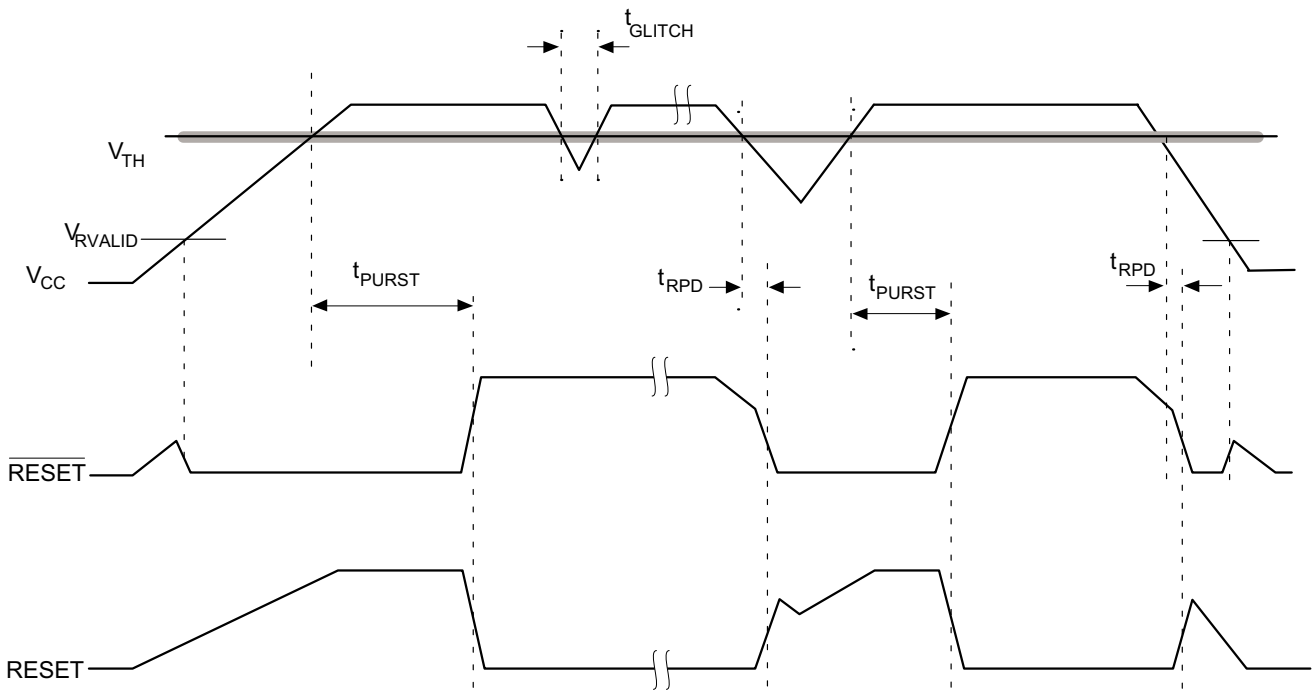 tGLITCH
VTH
VRVALID
VCC
tPURST
tRPD
tPURST
tRPD
RESET
RESET